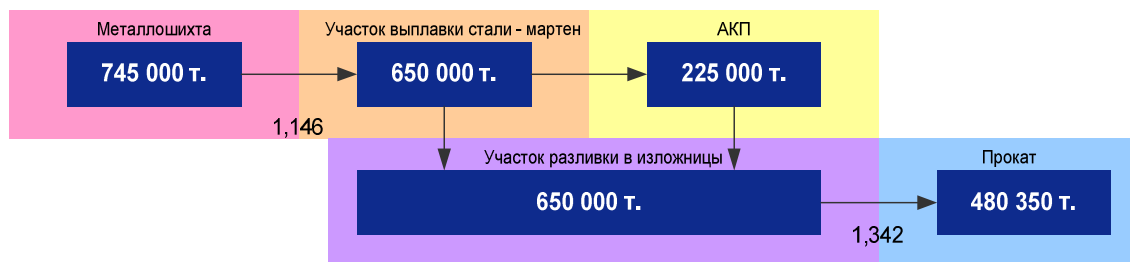 Металлошихта
Участок выплавки стали - мартен
АКП
745 000 т.
650 000 т.
225 000 т.
1,146
Участок разливки в изложницы
Прокат
650 000 т.
480 350 т.
1,342